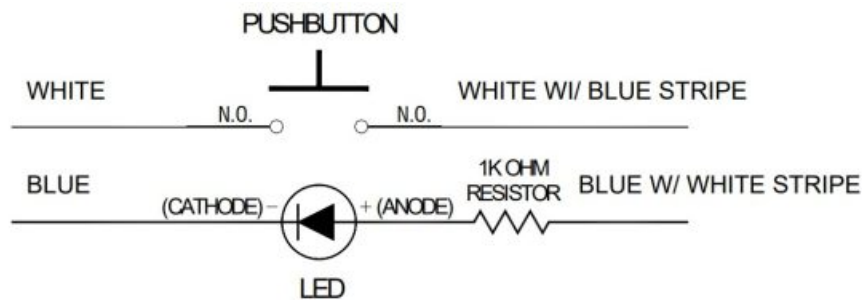 PUSHBUTTON
WHITE
WHITE WI/ BLUE STRIPE
N.O.
N.O.
BLUE
1K OHM
RESISTOR
BLUE W/ WHITE STRIPE
(CATHODE) -
+ (ANODE)
LED